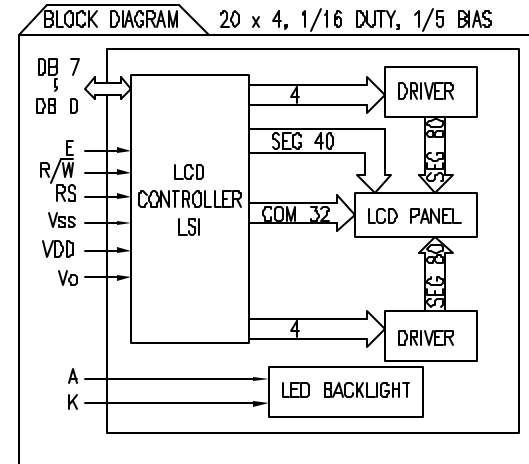 BLOCK DIAGRAM 20 x 4, 1/16 DUTY, 1/5 BIAS
DB 7
DB 0
E
R/W̅
RS
Vss
VDD
Vo
LCD
CONTROLLER
LSI
4
DRIVER
SEG 80
SEG 40
COM 32
LCD PANEL
SEG 80
4
DRIVER
A
K
LED BACKLIGHT